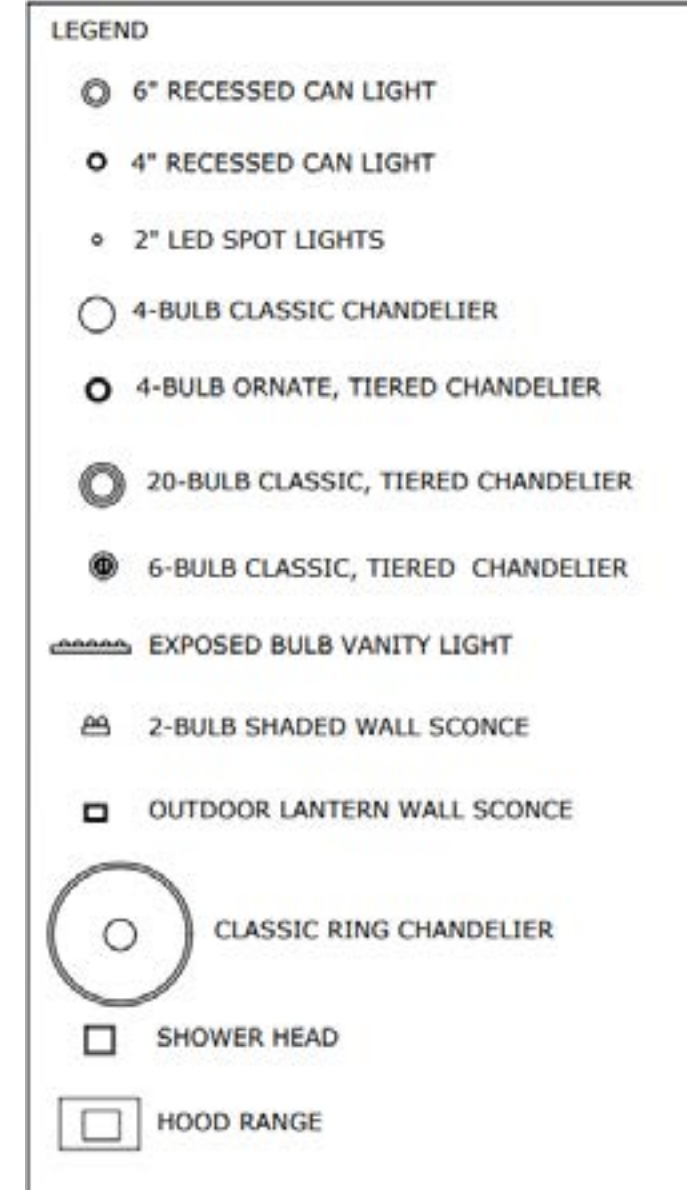 LEGEND
6" RECESSED CAN LIGHT
4" RECESSED CAN LIGHT
2" LED SPOT LIGHTS
4-BULB CLASSIC CHANDELIER
4-BULB ORNATE, TIERED CHANDELIER
20-BULB CLASSIC, TIERED CHANDELIER
6-BULB CLASSIC, TIERED CHANDELIER
EXPOSED BULB VANITY LIGHT
2-BULB SHADED WALL SCONCE
OUTDOOR LANTERN WALL SCONCE
CLASSIC RING CHANDELIER
SHOWER HEAD
HOOD RANGE